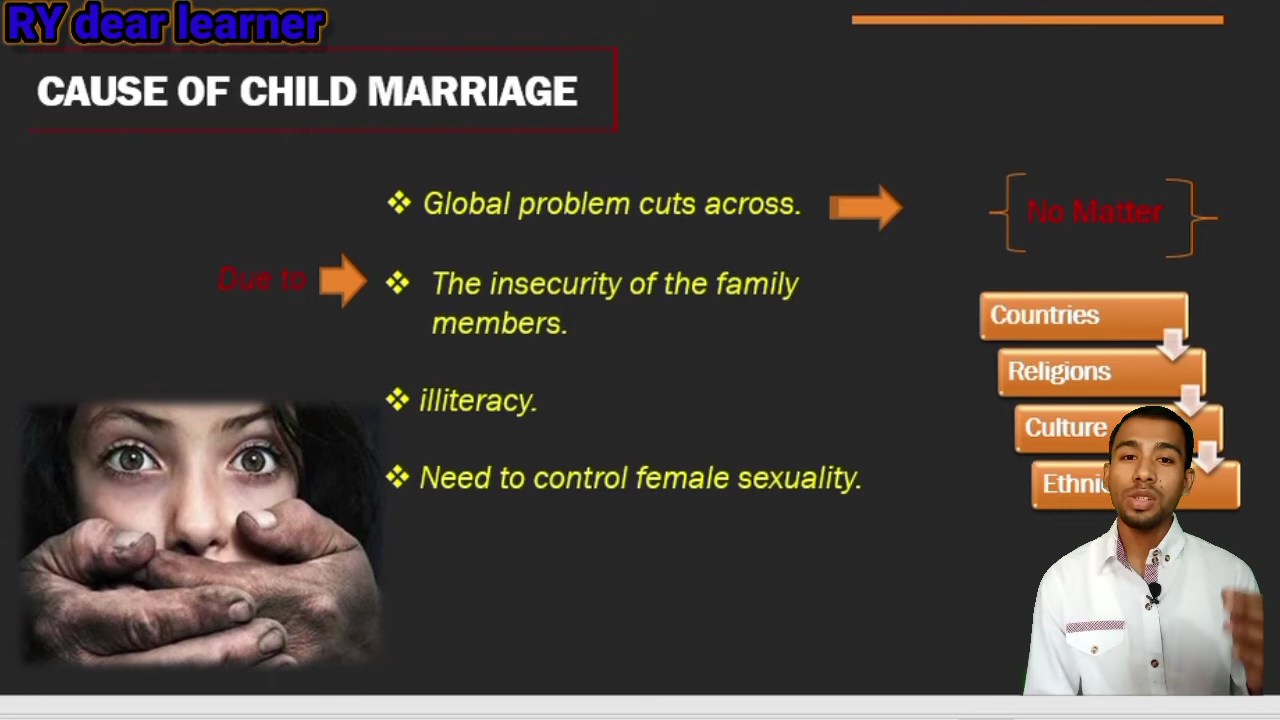 RY dear learner
CAUSE OF CHILD MARRIAGE
Global problem cuts across.
No Matter
Due to
The insecurity of the family
members.
illiteracy.
Need to control female sexuality.
Countries
Religions
Culture